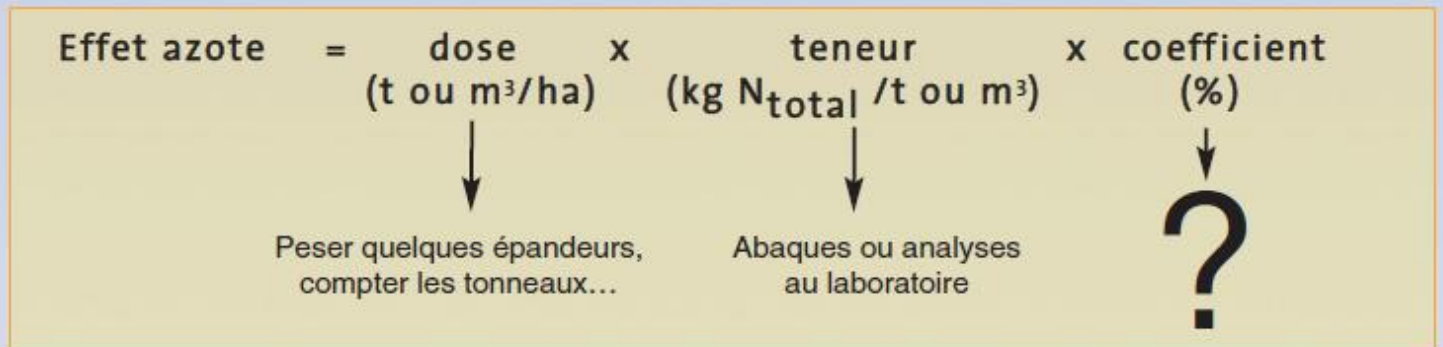 Effet azote = dose x teneur x coefficient
(t ou m³/ha) (kg N_total /t ou m³) (%)
Peser quelques épandeurs, Abaques ou analyses ?
compter les tonneaux… au laboratoire